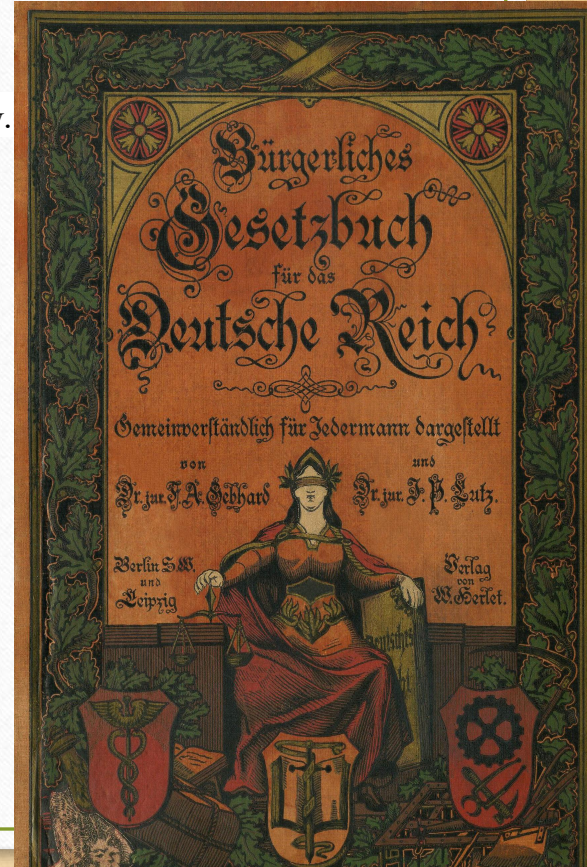 Bürgerliches
Gesetzbuch
für das
Deutsche Reich
Gemeinverständlich für Jedermann dargestellt
von
und
Dr. jur. F. A. Gebhard
Dr. jur. J. P. Lutz.
Berlin S.W.
und
Leipzig
Verlag
von
W. Herlet.
Deutsches